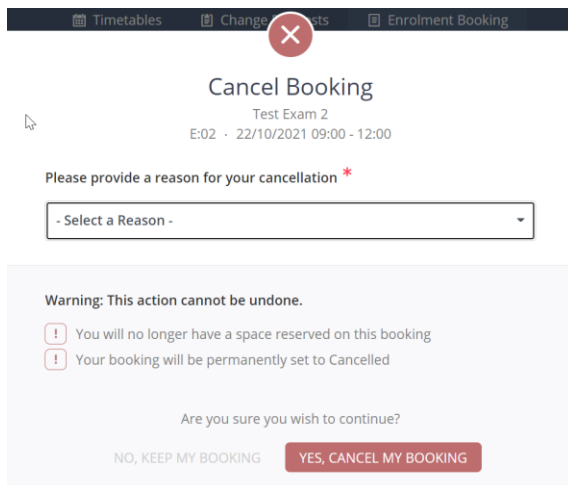 Timetables Change sts Enrolment Booking
Cancel Booking
Test Exam 2
E:02 · 22/10/2021 09:00 - 12:00
Please provide a reason for your cancellation *
- Select a Reason -
Warning: This action cannot be undone.
! You will no longer have a space reserved on this booking
! Your booking will be permanently set to Cancelled
Are you sure you wish to continue?
NO, KEEP MY BOOKING YES, CANCEL MY BOOKING